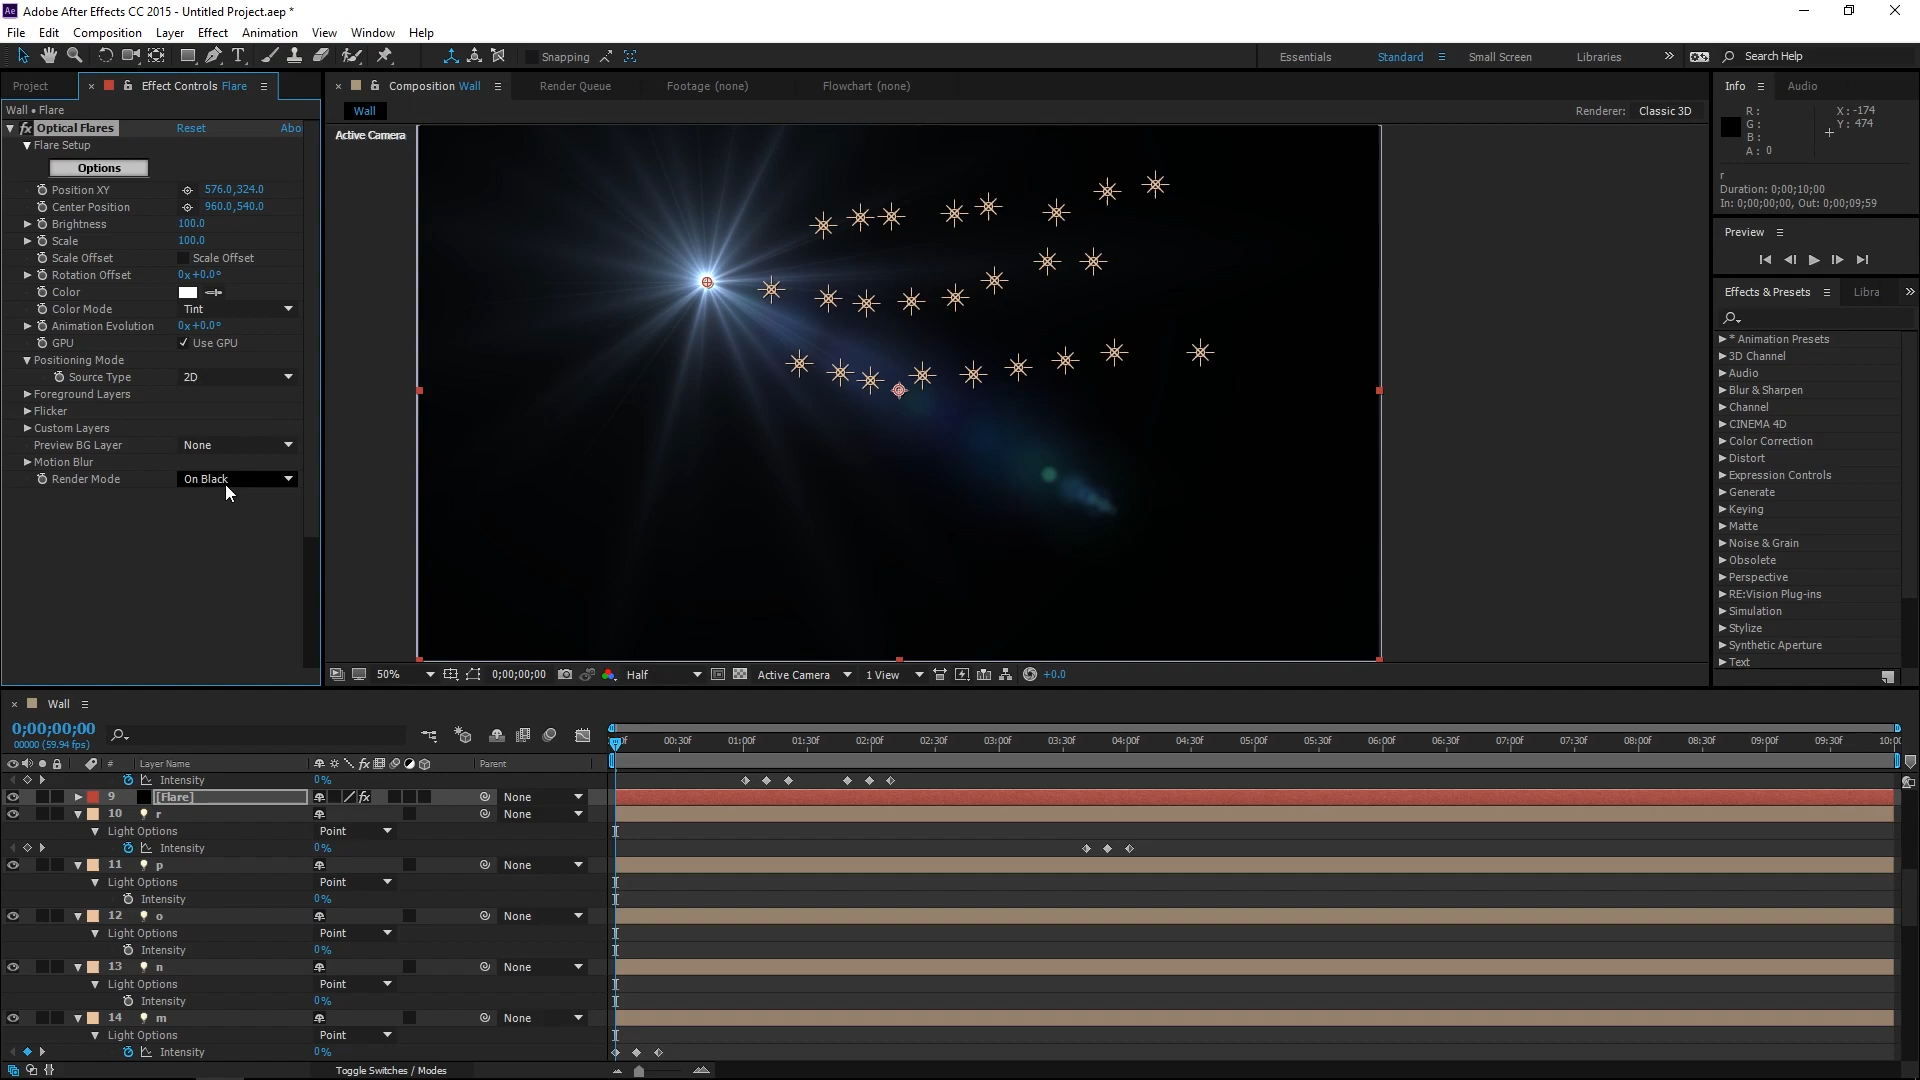 Ae Adobe After Effects CC 2015 - Untitled Project.aep *
File Edit Composition Layer Effect Animation View Window Help
Snapping Essentials Standard Small Screen Libraries Search Help
Project Effect Controls Flare Composition Wall Render Queue Footage (none) Flowchart (none) Info Audio
Wall • Flare
Wall
Renderer: Classic 3D
Active Camera
fx Optical Flares Reset Abo
Flare Setup
Options
Position XY 576.0,324.0
Center Position 960.0,540.0
Brightness 100.0
Scale 100.0
Scale Offset Scale Offset
Rotation Offset 0x+0.0°
Color
Color Mode Tint
Animation Evolution 0x+0.0°
GPU Use GPU
Positioning Mode
Source Type 2D
Foreground Layers
Flicker
Custom Layers
Preview BG Layer None
Motion Blur
Render Mode On Black
R: X: -174
G: Y: 474
B:
A: 0
r
Duration: 0;00;10;00
In: 0;00;00;00, Out: 0;00;09;59
Preview
Effects & Presets Libra
* Animation Presets
3D Channel
Audio
Blur & Sharpen
Channel
CINEMA 4D
Color Correction
Distort
Expression Controls
Generate
Keying
Matte
Noise & Grain
Obsolete
Perspective
RE:Vision Plug-ins
Simulation
Stylize
Synthetic Aperture
Text
50% 0;00;00;00 Half Active Camera 1 View +0.0
Wall
0;00;00;00
00000 (59.94 fps)
00:30f 01:00f 01:30f 02:00f 02:30f 03:00f 03:30f 04:00f 04:30f 05:00f 05:30f 06:00f 06:30f 07:00f 07:30f 08:00f 08:30f 09:00f 09:30f 10:0
# Layer Name fx Parent
Intensity 0%
9 [Flare] fx None
10 r None
Light Options Point
Intensity 0%
11 p None
Light Options Point
Intensity 0%
12 o None
Light Options Point
Intensity 0%
13 n None
Light Options Point
Intensity 0%
14 m None
Light Options Point
Intensity 0%
Toggle Switches / Modes